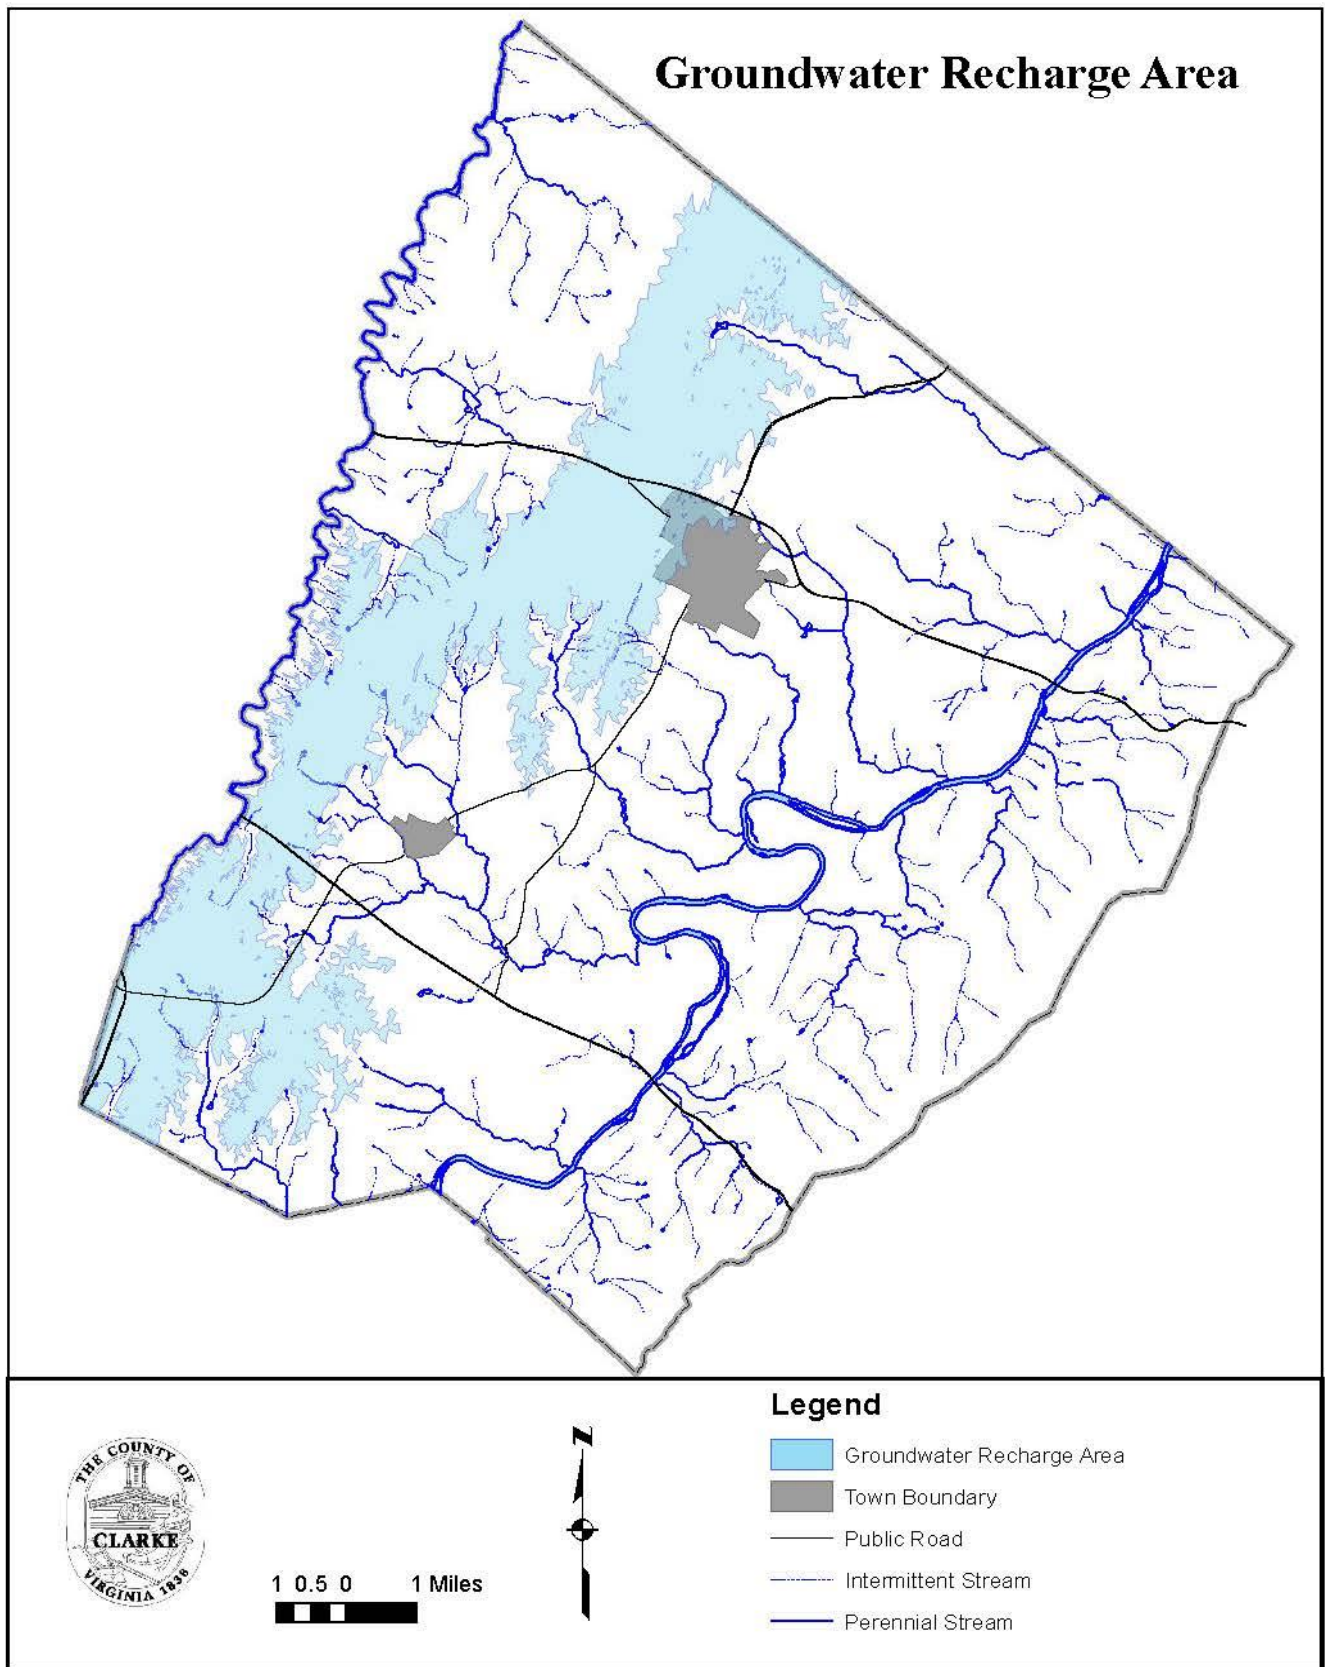 Groundwater Recharge Area
Legend
Groundwater Recharge Area
Town Boundary
Public Road
Intermittent Stream
Perennial Stream
THE COUNTY OF
CLARKE
VIRGINIA 1836
1 0.5 0 1 Miles
N